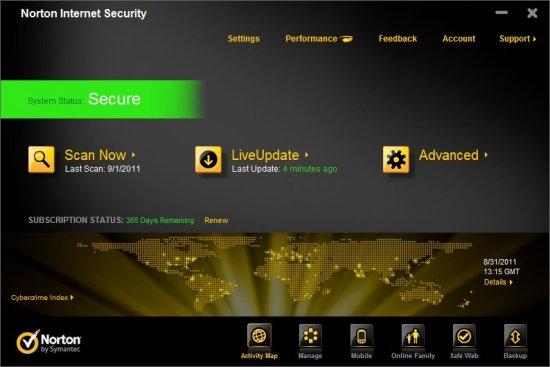 Norton Internet Security
Settings Performance Feedback Account Support
System Status: Secure
Scan Now
Last Scan: 9/1/2011
LiveUpdate
Last Update: 4 minutes ago
Advanced
SUBSCRIPTION STATUS: 365 Days Remaining Renew
8/31/2011
13:15 GMT
Details
Cybercrime Index
Norton
by Symantec
Activity Map Manage Mobile Online Family Safe Web Backup